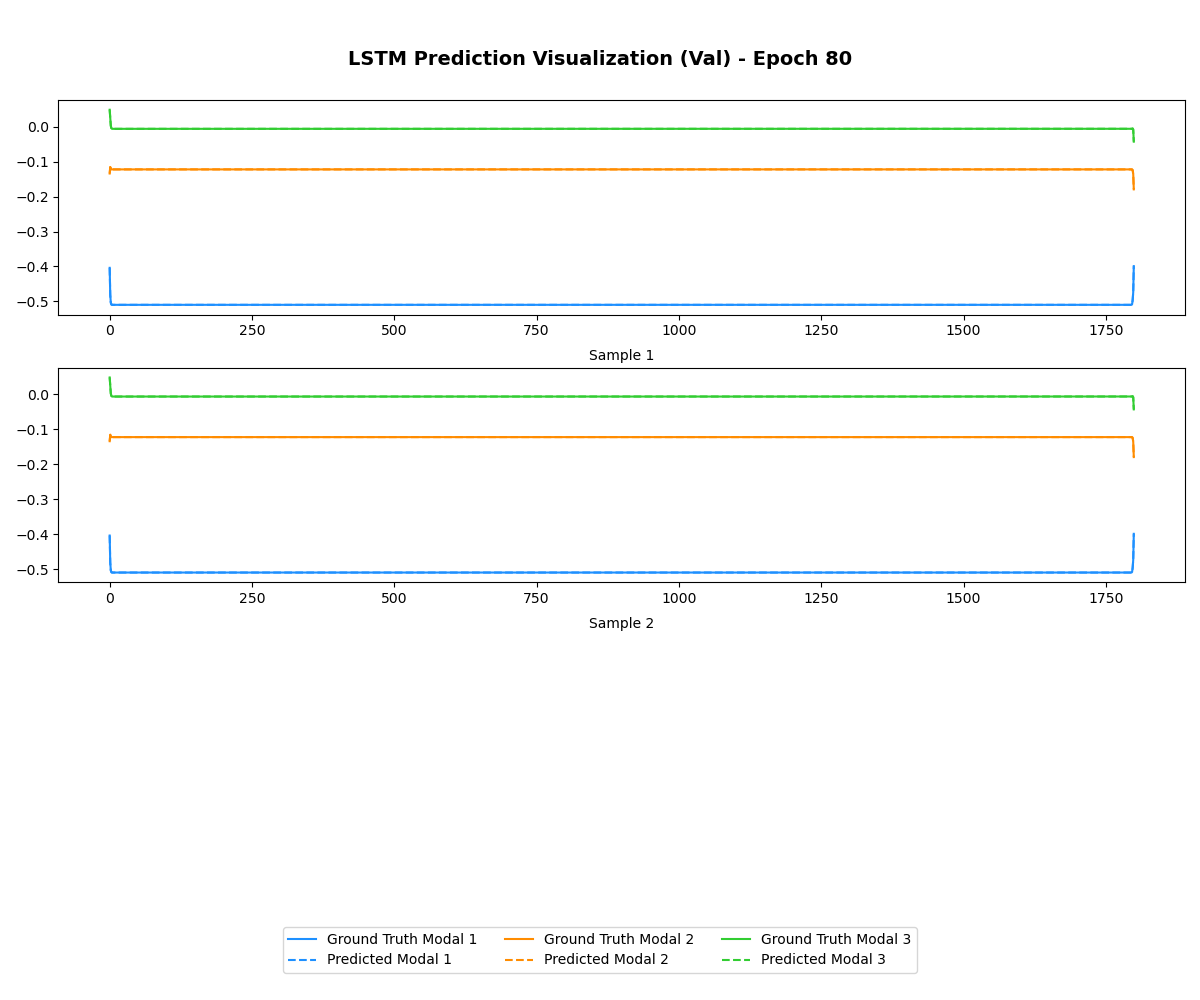 LSTM Prediction Visualization (Val) - Epoch 80
0.0
−0.1
−0.2
−0.3
−0.4
−0.5
0 250 500 750 1000 1250 1500 1750
Sample 1
0.0
−0.1
−0.2
−0.3
−0.4
−0.5
0 250 500 750 1000 1250 1500 1750
Sample 2
Ground Truth Modal 1 Ground Truth Modal 2 Ground Truth Modal 3
Predicted Modal 1 Predicted Modal 2 Predicted Modal 3